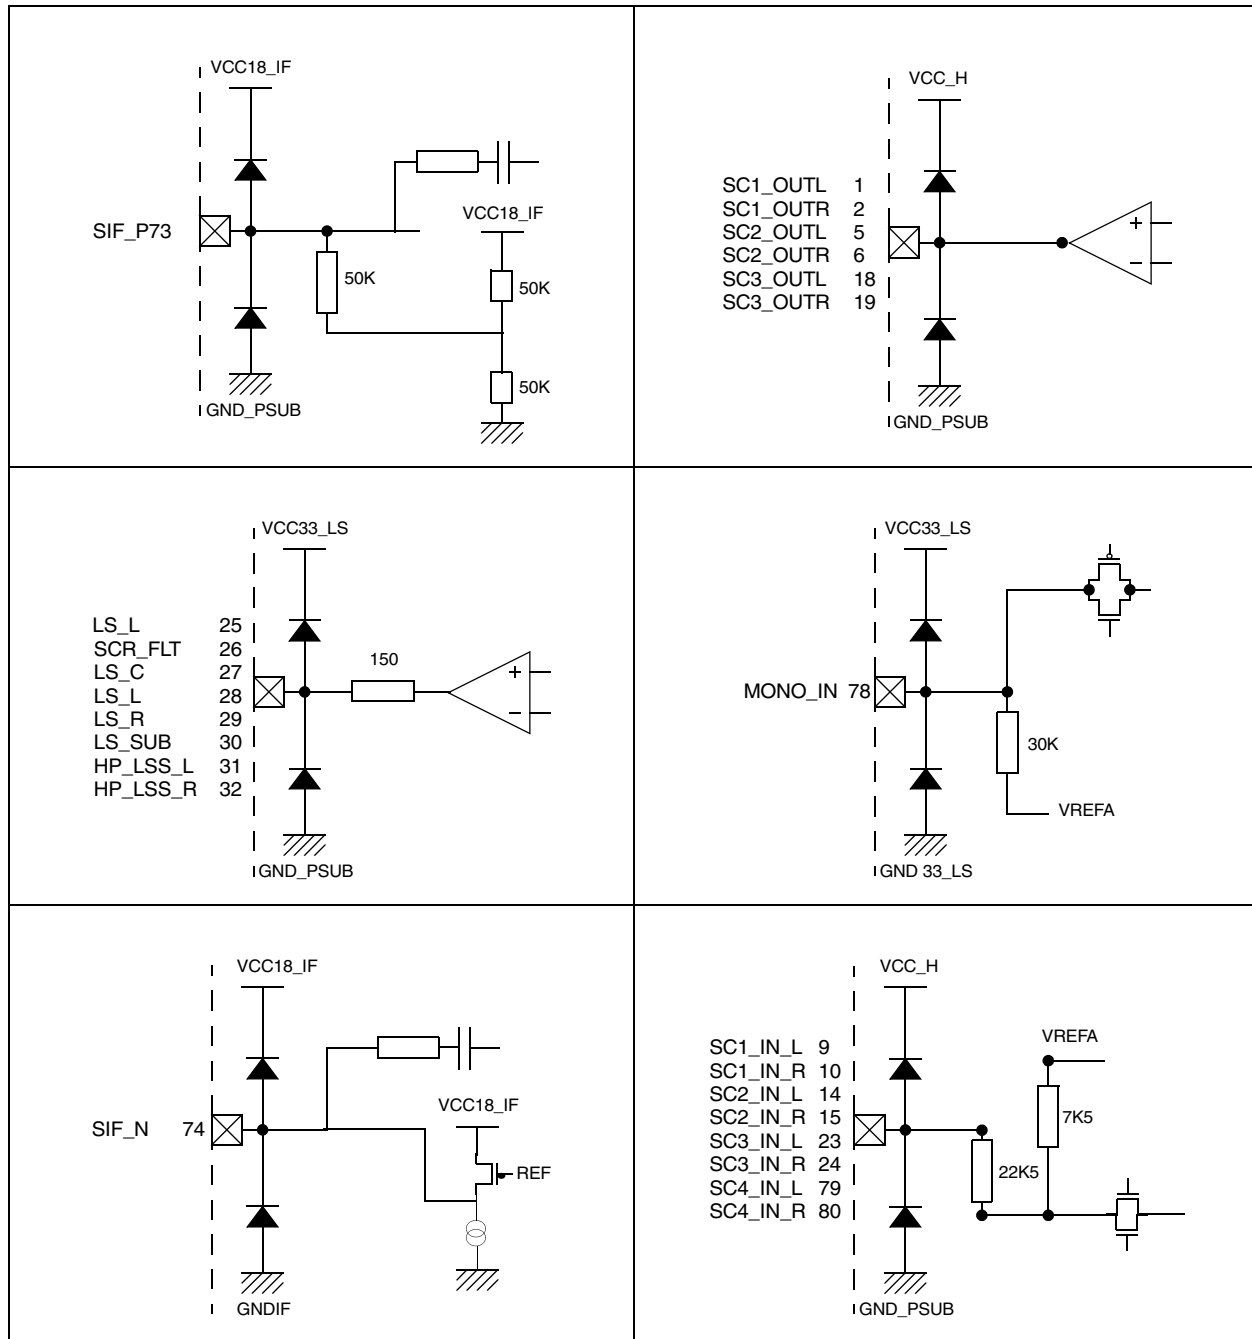 VCC18_IF
SIF_P73
VCC18_IF
50K
50K
50K
GND_PSUB
VCC_H
SC1_OUTL 1
SC1_OUTR 2
SC2_OUTL 5
SC2_OUTR 6
SC3_OUTL 18
SC3_OUTR 19
+
−
GND_PSUB
VCC33_LS
LS_L 25
SCR_FLT 26
LS_C 27
LS_L 28
LS_R 29
LS_SUB 30
HP_LSS_L 31
HP_LSS_R 32
150
+
−
GND_PSUB
VCC33_LS
MONO_IN 78
30K
VREFA
GND 33_LS
VCC18_IF
SIF_N 74
VCC18_IF
REF
GNDIF
VCC_H
SC1_IN_L 9
SC1_IN_R 10
SC2_IN_L 14
SC2_IN_R 15
SC3_IN_L 23
SC3_IN_R 24
SC4_IN_L 79
SC4_IN_R 80
VREFA
7K5
22K5
GND_PSUB